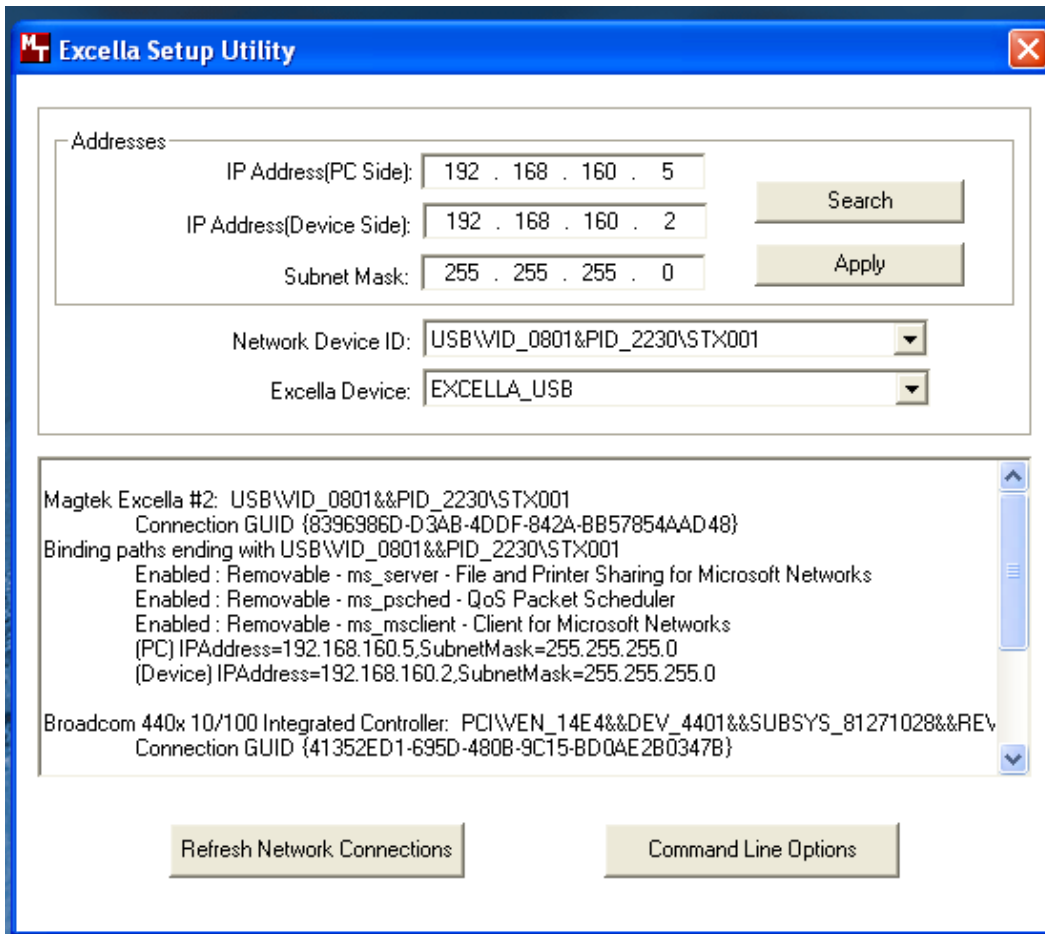 MT Excella Setup Utility
Addresses
IP Address(PC Side): 192 . 168 . 160 . 5
Search
IP Address(Device Side): 192 . 168 . 160 . 2
Apply
Subnet Mask: 255 . 255 . 255 . 0
Network Device ID: USB\VID_0801&PID_2230\STX001
Excella Device: EXCELLA_USB
Magtek Excella #2:  USB\VID_0801&&PID_2230\STX001
Connection GUID {8396986D-D3AB-4DDF-842A-BB57854AAD48}
Binding paths ending with USB\VID_0801&&PID_2230\STX001
Enabled : Removable - ms_server - File and Printer Sharing for Microsoft Networks
Enabled : Removable - ms_psched - QoS Packet Scheduler
Enabled : Removable - ms_msclient - Client for Microsoft Networks
(PC) IPAddress=192.168.160.5,SubnetMask=255.255.255.0
(Device) IPAddress=192.168.160.2,SubnetMask=255.255.255.0
Broadcom 440x 10/100 Integrated Controller:  PCI\VEN_14E4&&DEV_4401&&SUBSYS_81271028&&REV
Connection GUID {41352ED1-695D-480B-9C15-BD0AE2B0347B}
Refresh Network Connections
Command Line Options